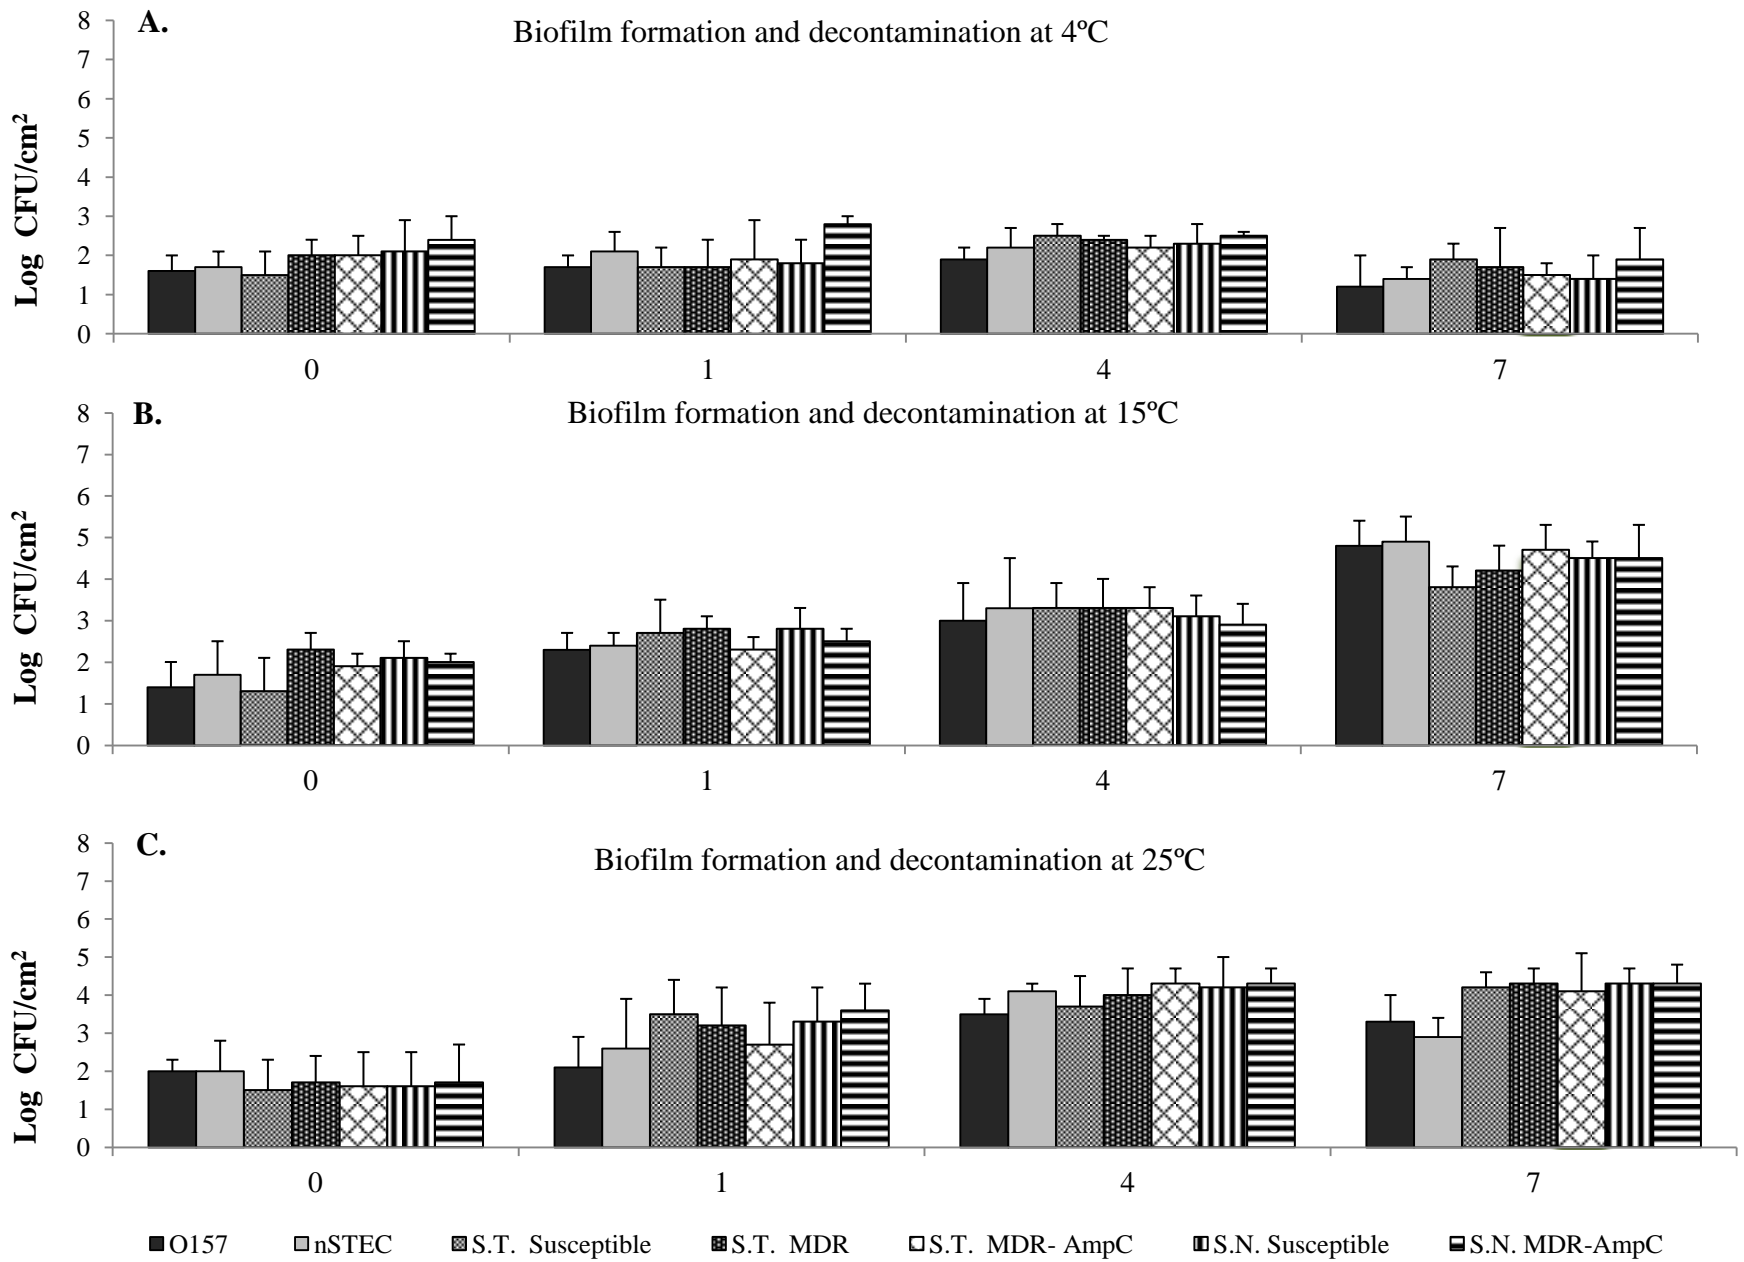 A.
Biofilm formation and decontamination at 4ºC
Log CFU/cm²
8
7
6
5
4
3
2
1
0
0 1 4 7
B.
Biofilm formation and decontamination at 15ºC
Log CFU/cm²
8
7
6
5
4
3
2
1
0
0 1 4 7
C.
Biofilm formation and decontamination at 25ºC
Log CFU/cm²
8
7
6
5
4
3
2
1
0
0 1 4 7
O157 nSTEC S.T. Susceptible S.T. MDR S.T. MDR- AmpC S.N. Susceptible S.N. MDR-AmpC